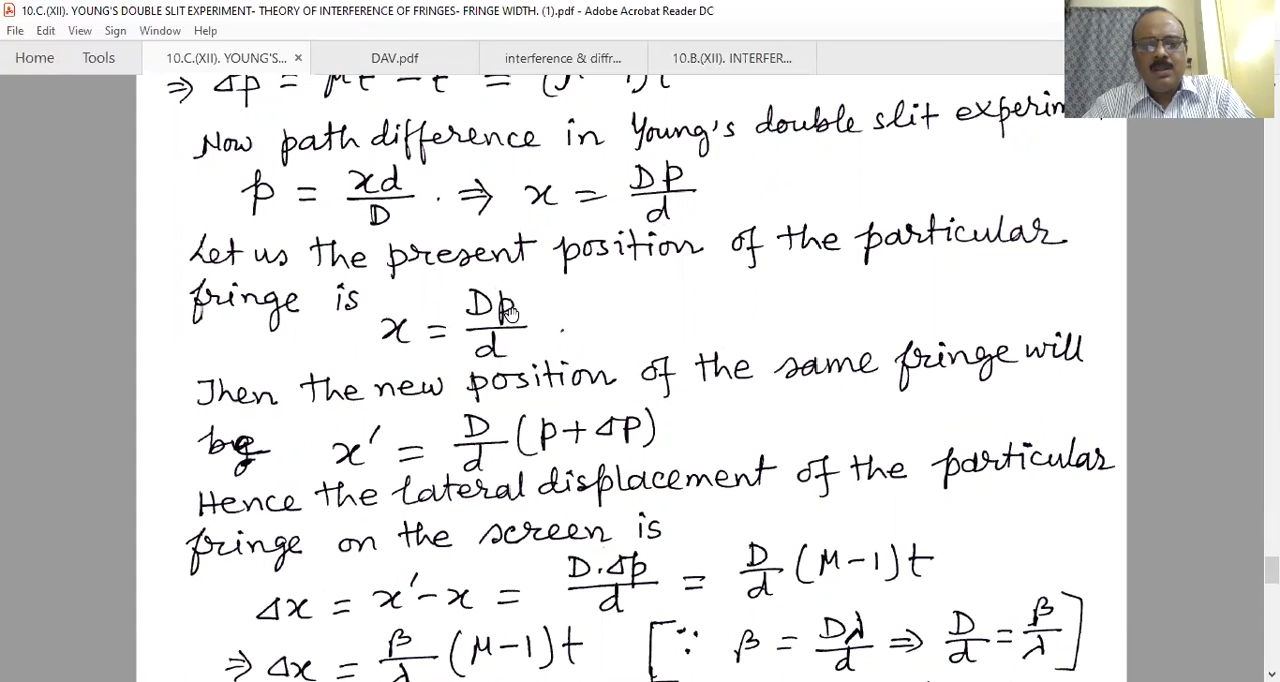 10.C.(XII). YOUNG'S DOUBLE SLIT EXPERIMENT- THEORY OF INTERFERENCE OF FRINGES- FRINGE WIDTH. (1).pdf - Adobe Acrobat Reader DC
File Edit View Sign Window Help
Home Tools 10.C.(XII). YOUNG'S... × DAV.pdf interference & diffr... 10.B.(XII). INTERFER...
⇒ Δp = μt - t = (μ-1)t
Now path difference in Young's double slit experim
p = xd/D . ⇒ x = Dp/d
Let us the present position of the particular
fringe is
x = Dp/d .
Then the new position of the same fringe will
be x' = D/d (p + Δp)
Hence the lateral displacement of the particular
fringe on the screen is
Δx = x' - x = D.Δp/d = D/d (μ-1)t
⇒ Δx = β/λ (μ-1)t [∵ β = Dλ/d ⇒ D/d = β/λ]